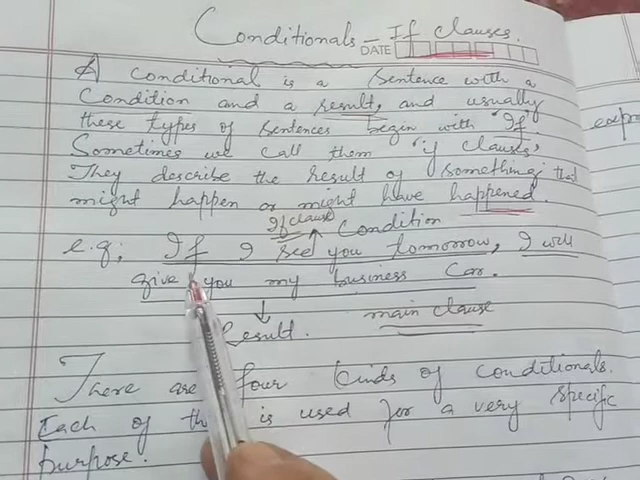 Conditionals - If clauses.
DATE
A conditional is a sentence with a
condition and a result, and usually
these types of sentences begin with "If.
Sometimes we call them "if clauses'
They describe the result of something that
might happen or might have happened.
If clause Condition
e.g; If I see you tomorrow, I will
give you my business Car.
Result. main clause
There are four kinds of conditionals.
Each of th is used for a very specific
purpose.